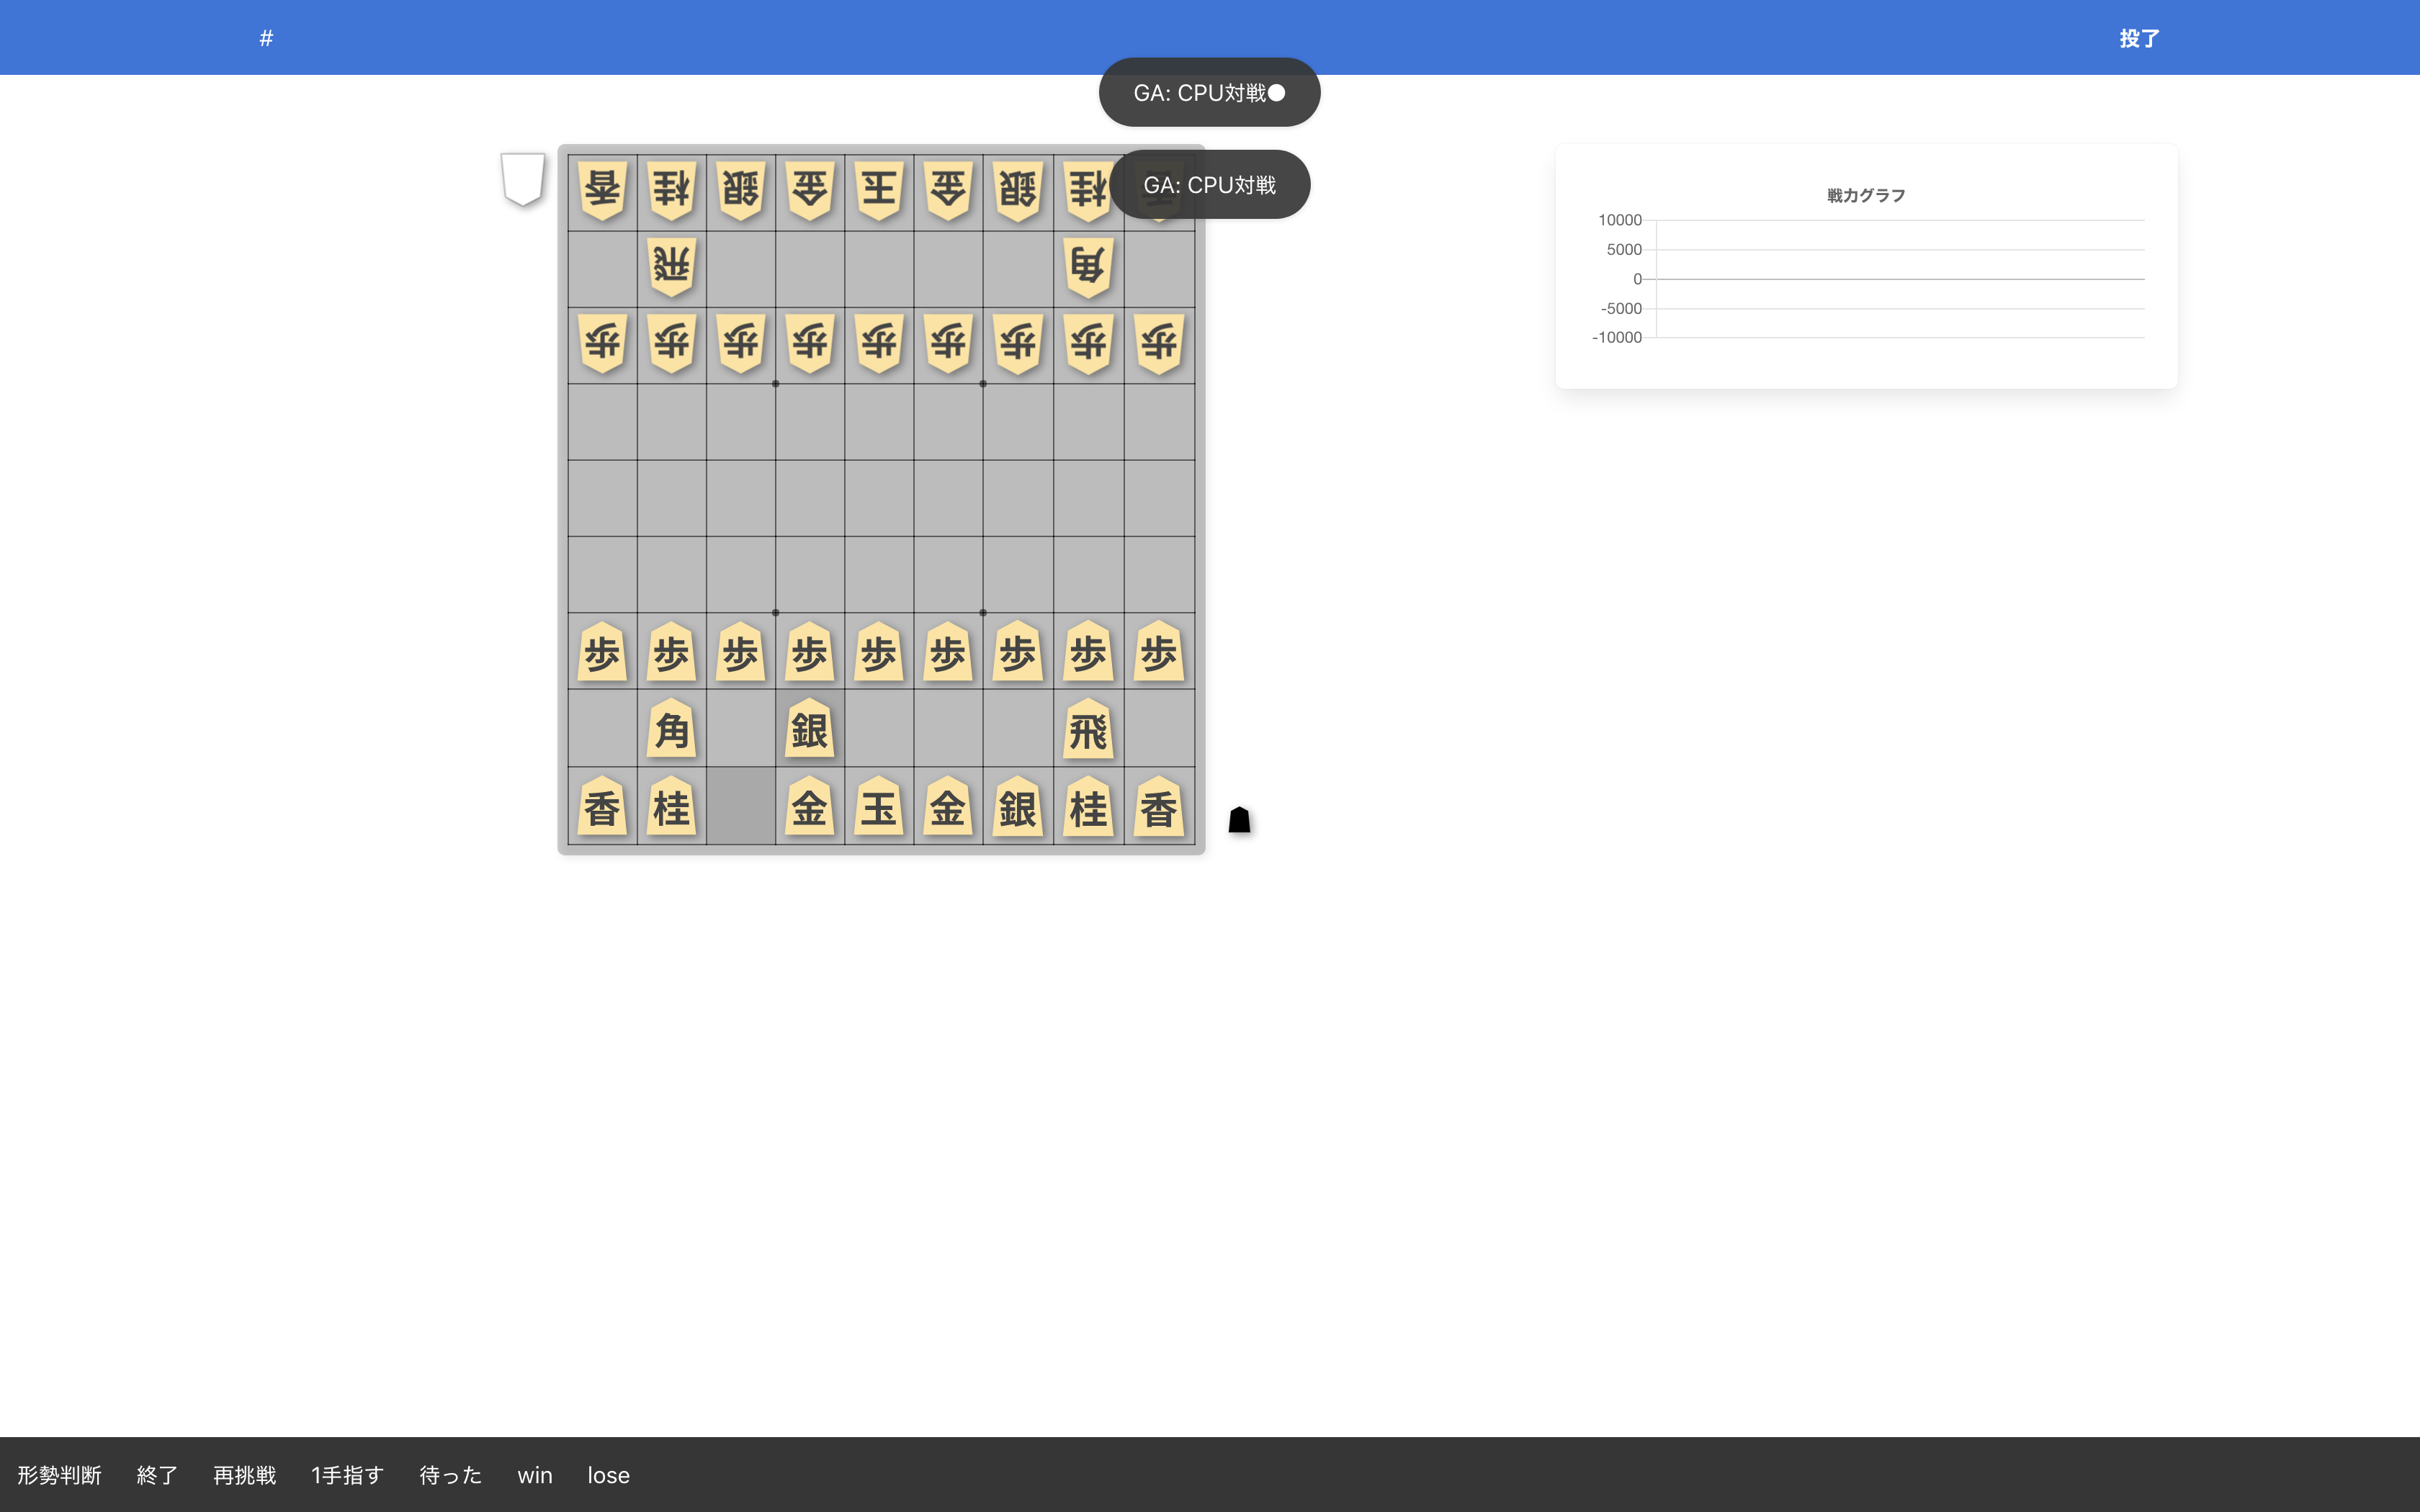 # 投了
GA: CPU対戦●
GA: CPU対戦
香桂銀金玉金銀桂
飛角
歩歩歩歩歩歩歩歩歩
歩歩歩歩歩歩歩歩歩
角銀飛
香桂金玉金銀桂香
戦力グラフ
10000
5000
0
-5000
-10000
形勢判断 終了 再挑戦 1手指す 待った win lose